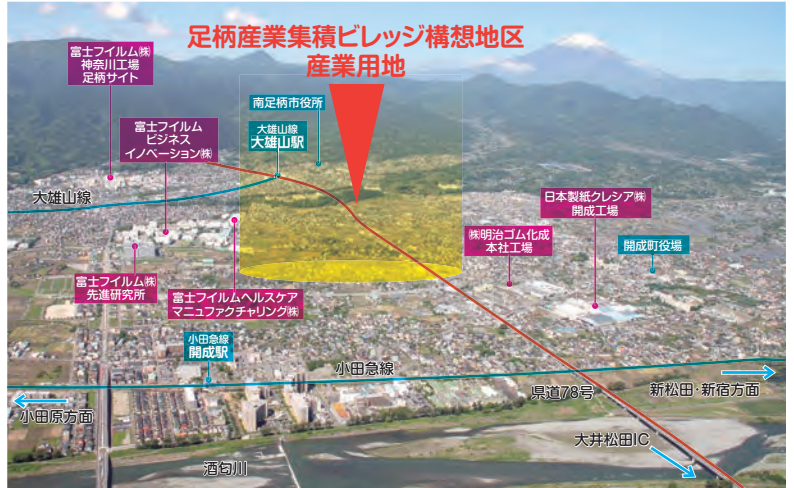 足柄産業集積ビレッジ構想地区
産業用地
富士フイルム㈱
神奈川工場
足柄サイト
南足柄市役所
富士フイルム
ビジネス
イノベーション㈱
大雄山線
大雄山駅
大雄山線
日本製紙クレシア㈱
開成工場
㈱明治ゴム化成
本社工場
開成町役場
富士フイルム㈱
先進研究所
富士フイルムヘルスケア
マニュファクチャリング㈱
小田急線
開成駅
小田急線
県道78号
新松田・新宿方面
小田原方面
大井松田IC
酒匂川